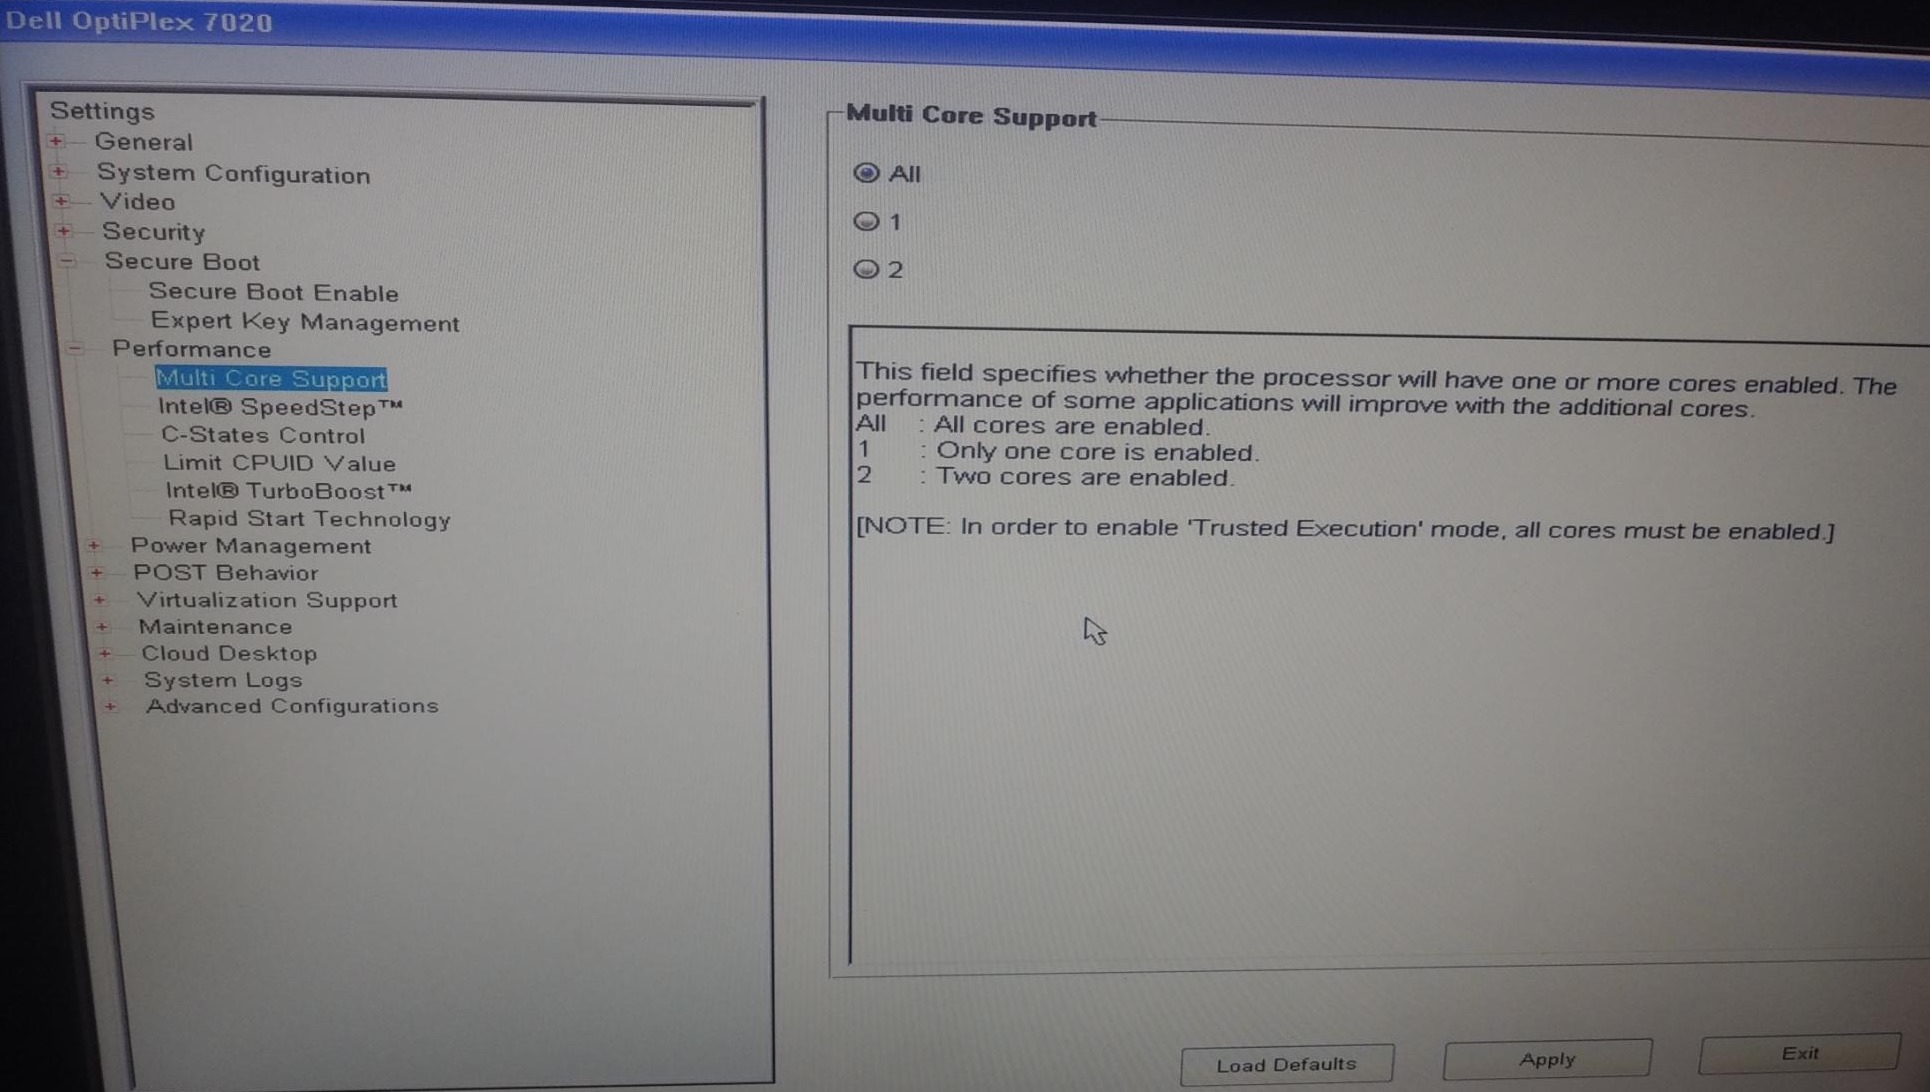 Dell OptiPlex 7020
Settings
General
System Configuration
Video
Security
Secure Boot
Secure Boot Enable
Expert Key Management
Performance
Multi Core Support
Intel® SpeedStep™
C-States Control
Limit CPUID Value
Intel® TurboBoost™
Rapid Start Technology
Power Management
POST Behavior
Virtualization Support
Maintenance
Cloud Desktop
System Logs
Advanced Configurations
Multi Core Support
All
1
2
This field specifies whether the processor will have one or more cores enabled. The
performance of some applications will improve with the additional cores.
All : All cores are enabled.
1 : Only one core is enabled.
2 : Two cores are enabled.
[NOTE: In order to enable 'Trusted Execution' mode, all cores must be enabled.]
Load Defaults
Apply
Exit